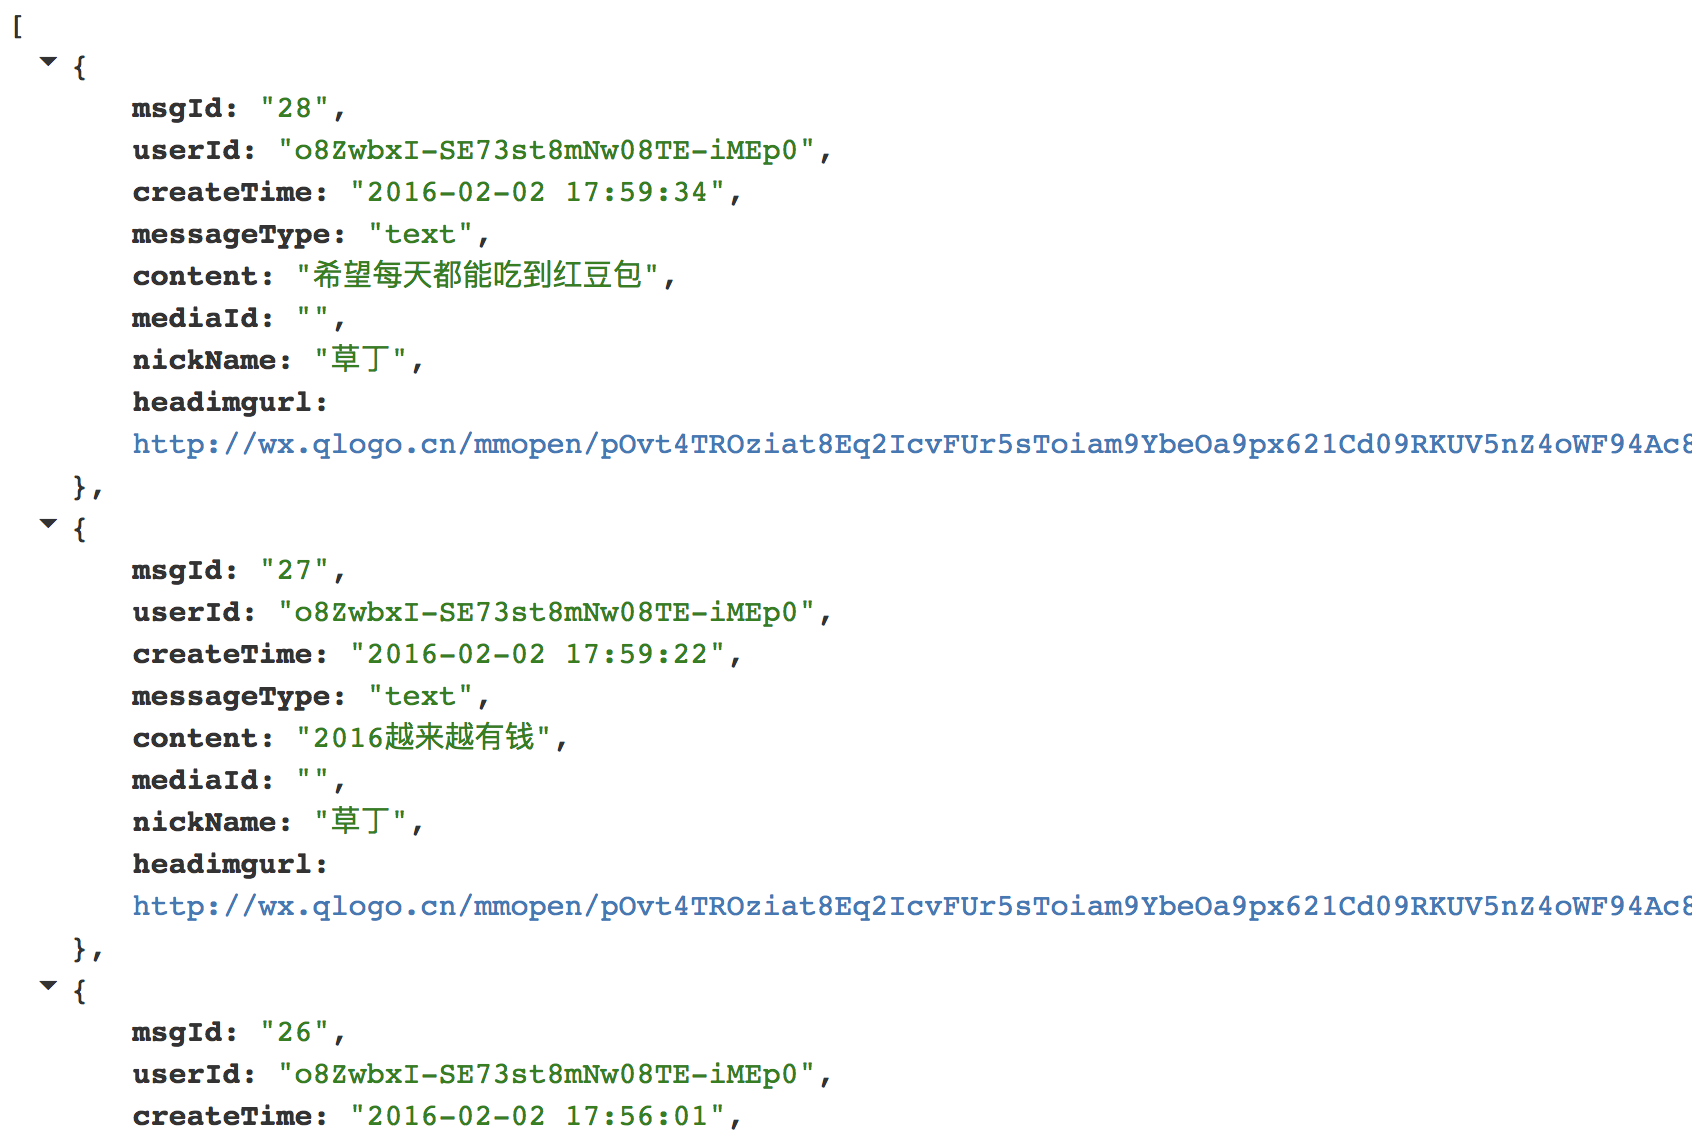 [
{
msgId: "28",
userId: "o8ZwbxI-SE73st8mNw08TE-iMEp0",
createTime: "2016-02-02 17:59:34",
messageType: "text",
content: "希望每天都能吃到红豆包",
mediaId: "",
nickName: "草丁",
headimgurl:
http://wx.qlogo.cn/mmopen/pOvt4TROziat8Eq2IcvFUr5sToiam9YbeOa9px621Cd09RKUV5nZ4oWF94Ac8
},
{
msgId: "27",
userId: "o8ZwbxI-SE73st8mNw08TE-iMEp0",
createTime: "2016-02-02 17:59:22",
messageType: "text",
content: "2016越来越有钱",
mediaId: "",
nickName: "草丁",
headimgurl:
http://wx.qlogo.cn/mmopen/pOvt4TROziat8Eq2IcvFUr5sToiam9YbeOa9px621Cd09RKUV5nZ4oWF94Ac8
},
{
msgId: "26",
userId: "o8ZwbxI-SE73st8mNw08TE-iMEp0",
createTime: "2016-02-02 17:56:01",